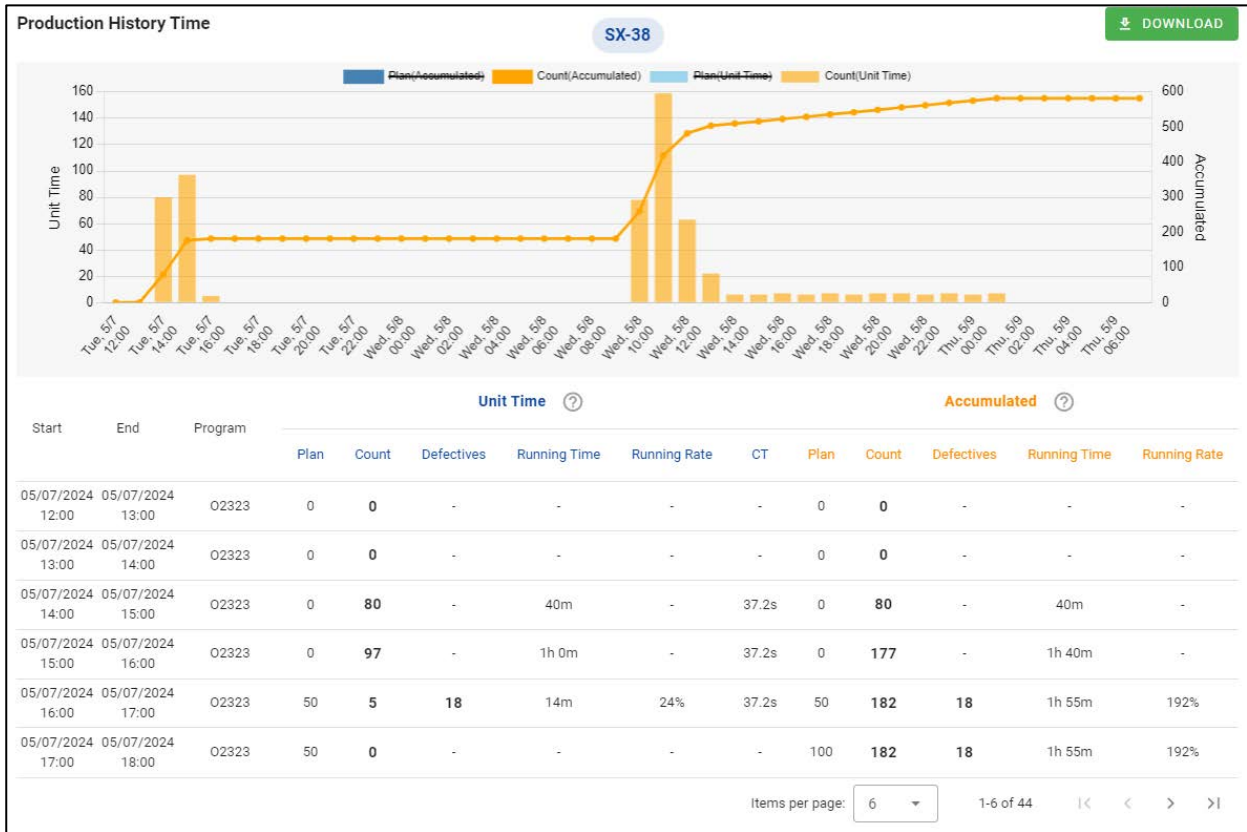 Production History Time
SX-38
DOWNLOAD
Plan(Accumulated) Count(Accumulated) Plan(Unit Time) Count(Unit Time)
Unit Time
160
140
120
100
80
60
40
20
0
600
500
400
300
200
100
0
Accumulated
Tue, 5/7 12:00
Tue, 5/7 14:00
Tue, 5/7 16:00
Tue, 5/7 18:00
Tue, 5/7 20:00
Tue, 5/7 22:00
Wed, 5/8 00:00
Wed, 5/8 02:00
Wed, 5/8 04:00
Wed, 5/8 06:00
Wed, 5/8 08:00
Wed, 5/8 10:00
Wed, 5/8 12:00
Wed, 5/8 14:00
Wed, 5/8 16:00
Wed, 5/8 18:00
Wed, 5/8 20:00
Wed, 5/8 22:00
Thu, 5/9 00:00
Thu, 5/9 02:00
Thu, 5/9 04:00
Thu, 5/9 06:00
Unit Time ? Accumulated ?
Start End Program
Plan Count Defectives Running Time Running Rate CT Plan Count Defectives Running Time Running Rate
05/07/2024 05/07/2024
12:00 13:00 O2323 0 0 - - - - 0 0 - - -
05/07/2024 05/07/2024
13:00 14:00 O2323 0 0 - - - - 0 0 - - -
05/07/2024 05/07/2024
14:00 15:00 O2323 0 80 - 40m - 37.2s 0 80 - 40m -
05/07/2024 05/07/2024
15:00 16:00 O2323 0 97 - 1h 0m - 37.2s 0 177 - 1h 40m -
05/07/2024 05/07/2024
16:00 17:00 O2323 50 5 18 14m 24% 37.2s 50 182 18 1h 55m 192%
05/07/2024 05/07/2024
17:00 18:00 O2323 50 0 - - - - 100 182 18 1h 55m 192%
Items per page: 6 1-6 of 44 |< < > >|